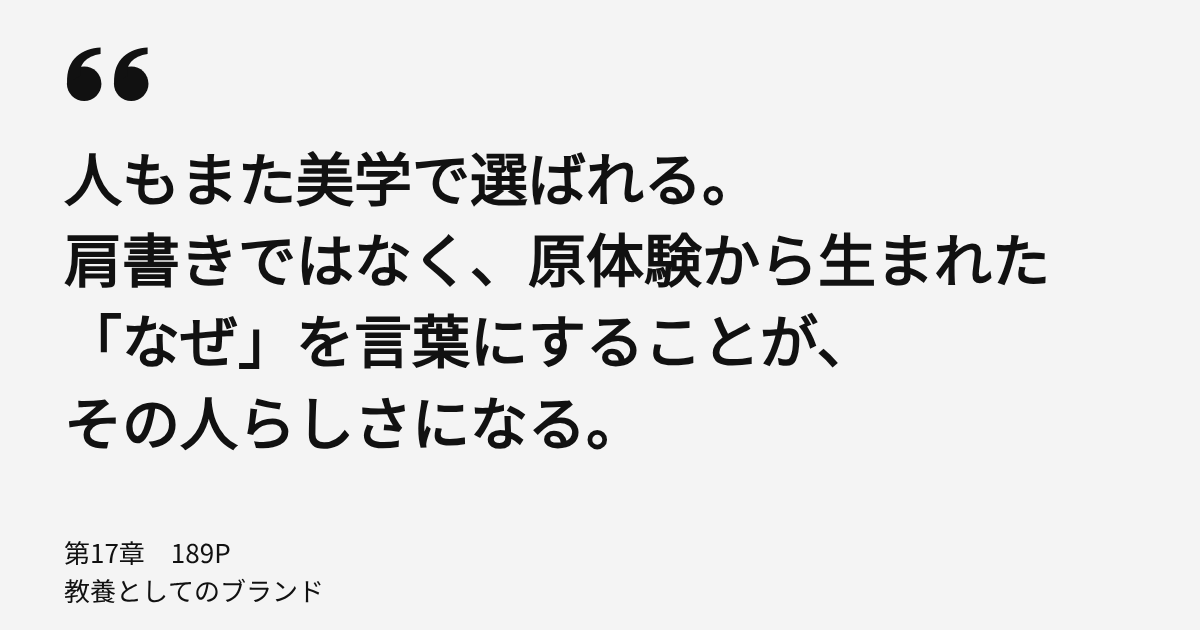 “
人もまた美学で選ばれる。
肩書きではなく、原体験から生まれた
「なぜ」を言葉にすることが、
その人らしさになる。
第17章　189P
教養としてのブランド